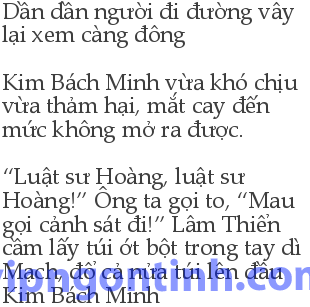 Dần dần người đi đường vây
lại xem càng đông
Kim Bách Minh vừa khó chịu
vừa thảm hại, mắt cay đến
mức không mở ra được.
“Luật sư Hoàng, luật sư
Hoàng!” Ông ta gọi to, “Mau
gọi cảnh sát đi!” Lâm Thiển
cầm lấy túi ớt bột trong tay dì
Mạch, đổ cả nửa túi lên đầu
Kim Bách Minh